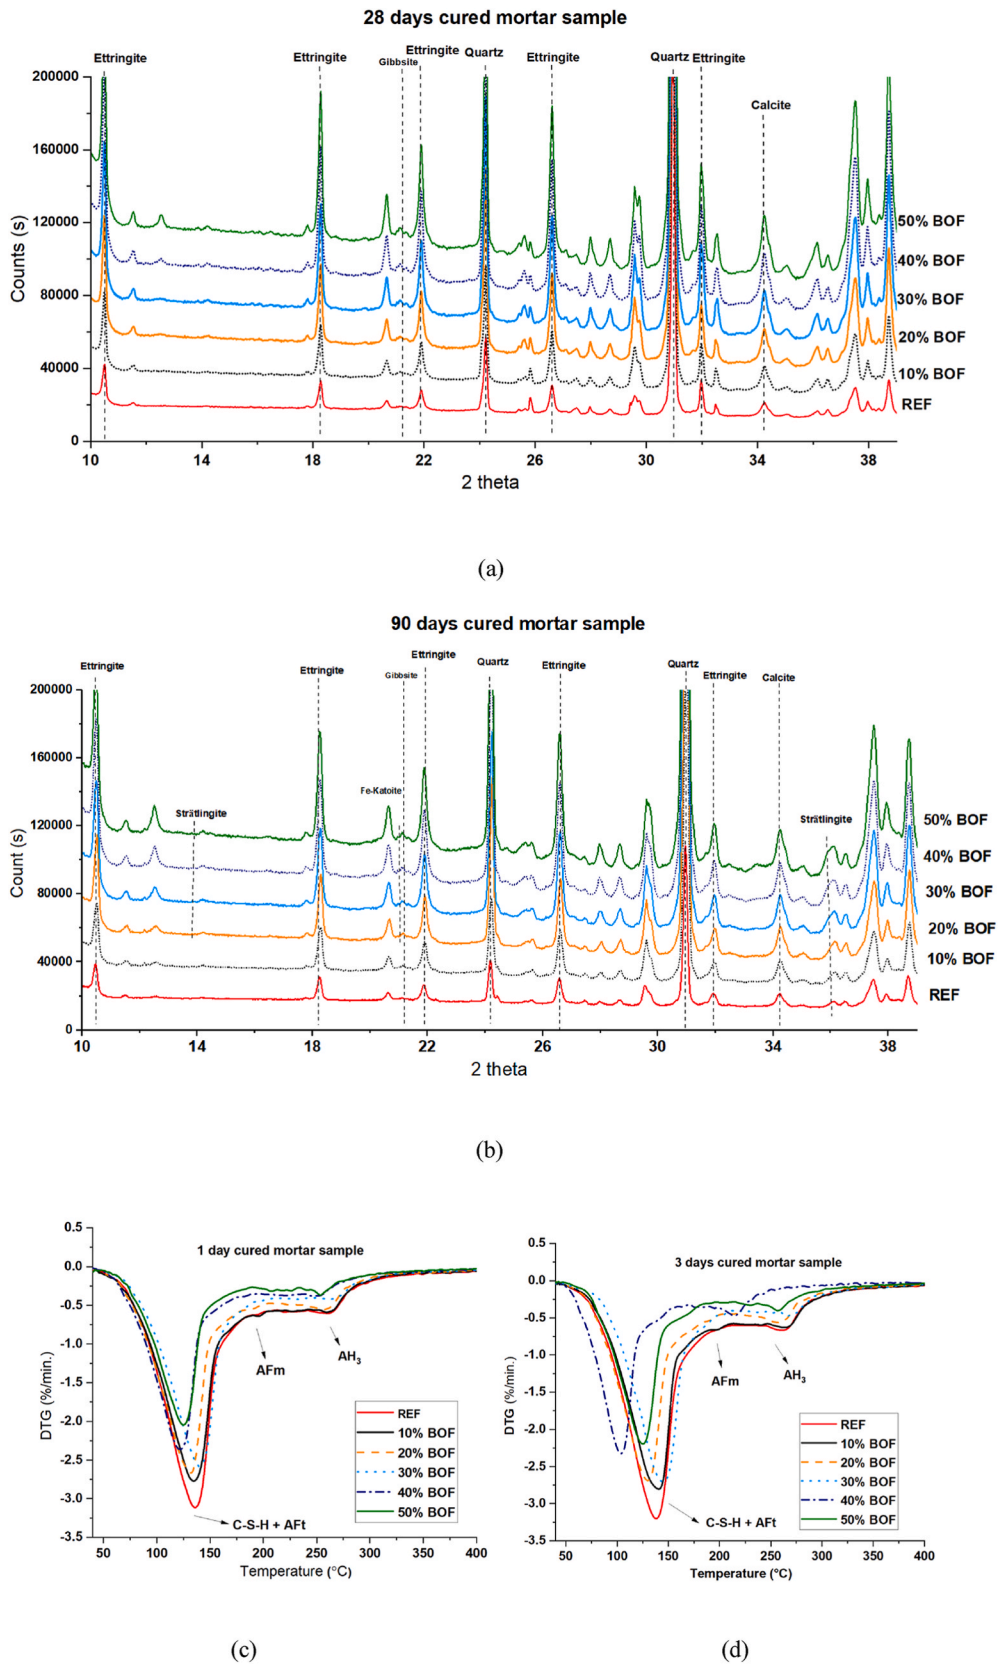 28 days cured mortar sample
Ettringite Ettringite Gibbsite Ettringite Quartz Ettringite Quartz Ettringite Calcite
200000
160000
120000
80000
40000
0
Counts (s)
50% BOF
40% BOF
30% BOF
20% BOF
10% BOF
REF
10 14 18 22 26 30 34 38
2 theta
(a)
90 days cured mortar sample
Ettringite Ettringite Gibbsite Ettringite Quartz Ettringite Quartz Ettringite Calcite
Strätlingite Fe-Katoite Strätlingite
200000
160000
120000
80000
40000
0
Count (s)
50% BOF
40% BOF
30% BOF
20% BOF
10% BOF
REF
10 14 18 22 26 30 34 38
2 theta
(b)
1 day cured mortar sample
0.5
0.0
-0.5
-1.0
-1.5
-2.0
-2.5
-3.0
-3.5
DTG (%/min.)
AFm
AH3
C-S-H + AFt
REF
10% BOF
20% BOF
30% BOF
40% BOF
50% BOF
50 100 150 200 250 300 350 400
Temperature (°C)
(c)
3 days cured mortar sample
0.5
0.0
-0.5
-1.0
-1.5
-2.0
-2.5
-3.0
-3.5
DTG (%/min.)
AFm
AH3
C-S-H + AFt
REF
10% BOF
20% BOF
30% BOF
40% BOF
50% BOF
50 100 150 200 250 300 350 400
Temperature (°C)
(d)